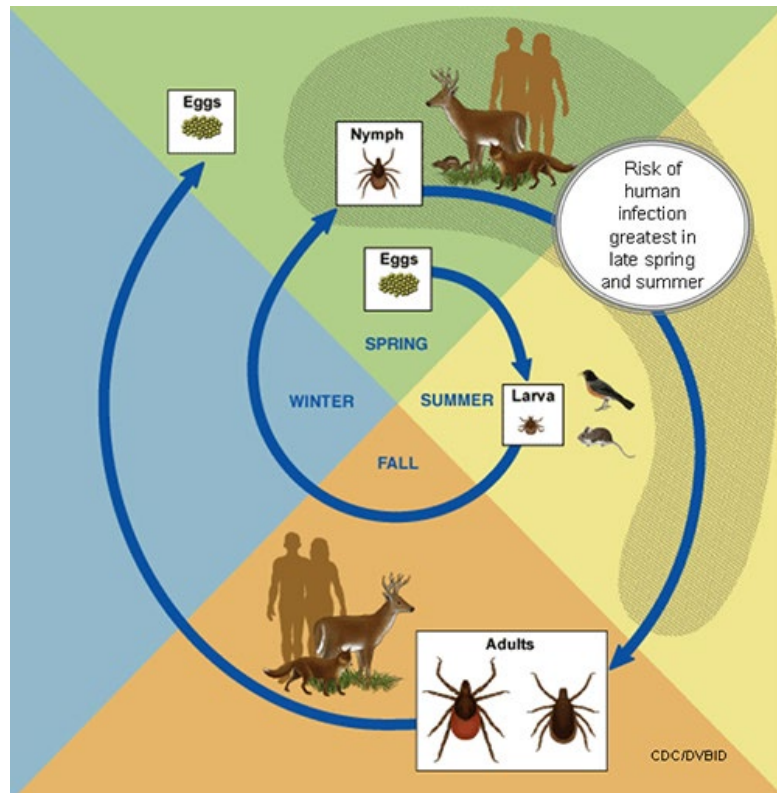 Eggs
Nymph
Risk of
human
infection
greatest in
late spring
and summer
Eggs
SPRING
WINTER
SUMMER
Larva
FALL
Adults
CDC/DVBID